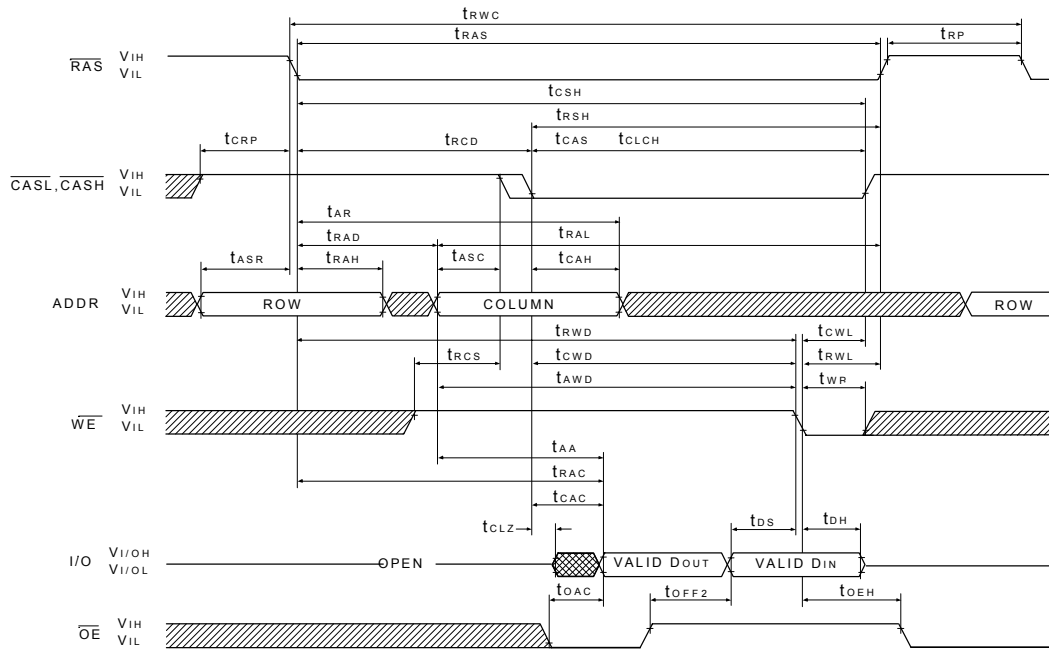 tRWC
tRAS
tRP
RAS VIH
VIL
tCSH
tRSH
tCRP tRCD tCAS tCLCH
CASL,CASH VIH
VIL
tAR
tRAD tRAL
tASR tRAH tASC tCAH
ADDR VIH
VIL
ROW COLUMN ROW
tRWD tCWL
tRCS tCWD tRWL
tAWD tWP
WE VIH
VIL
tAA
tRAC
tCAC
tCLZ tDS tDH
I/O VI/OH
VI/OL
OPEN VALID DOUT VALID DIN
tOAC tOFF2 tOEH
OE VIH
VIL